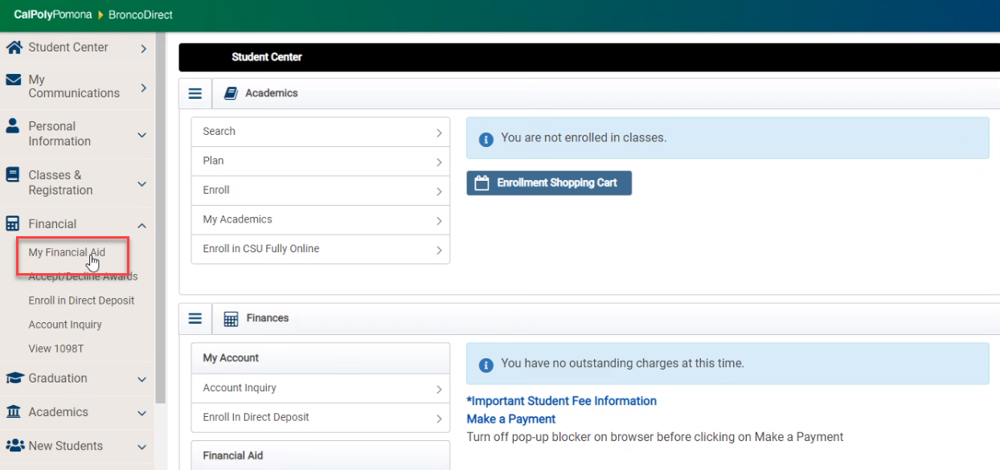 CalPolyPomona BroncoDirect
Student Center
My
Communications
Personal
Information
Classes &
Registration
Financial
My Financial Aid
Accept/Decline Awards
Enroll in Direct Deposit
Account Inquiry
View 1098T
Graduation
Academics
New Students
Student Center
Academics
Search
Plan
Enroll
My Academics
Enroll in CSU Fully Online
You are not enrolled in classes.
Enrollment Shopping Cart
Finances
My Account
Account Inquiry
Enroll In Direct Deposit
Financial Aid
You have no outstanding charges at this time.
*Important Student Fee Information
Make a Payment
Turn off pop-up blocker on browser before clicking on Make a Payment